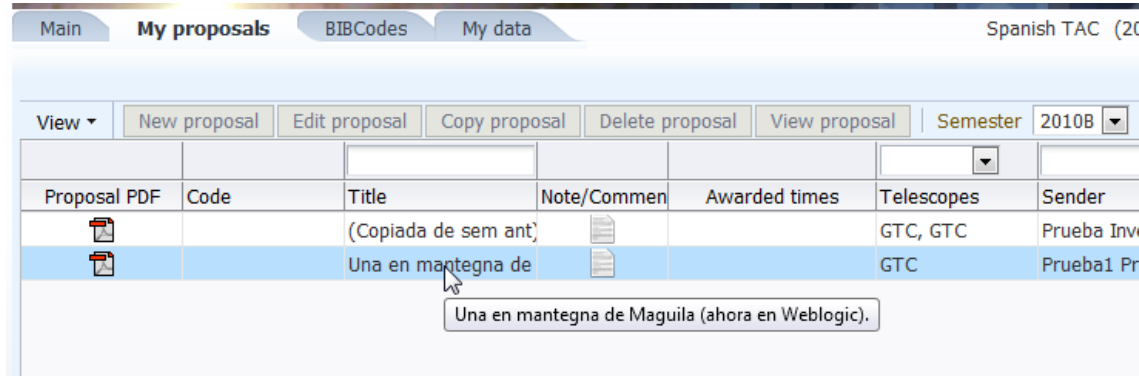 Main My proposals BIBCodes My data Spanish TAC (20
View New proposal Edit proposal Copy proposal Delete proposal View proposal Semester 2010B
Proposal PDF Code Title Note/Commen Awarded times Telescopes Sender
(Copiada de sem ant) GTC, GTC Prueba Inve
Una en mantegna de GTC Prueba1 Pr
Una en mantegna de Maguila (ahora en Weblogic).